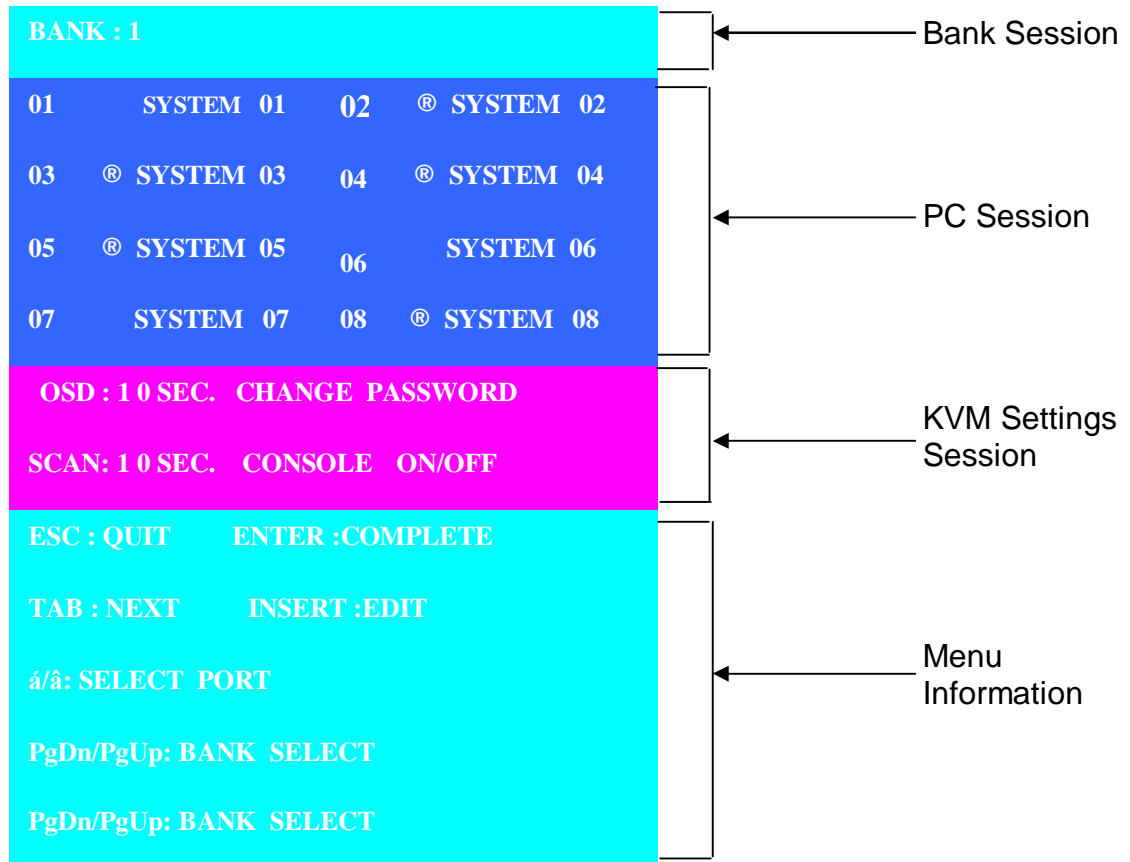 BANK : 1
Bank Session
01 SYSTEM 01 02 ® SYSTEM 02
03 ® SYSTEM 03 04 ® SYSTEM 04
05 ® SYSTEM 05 06 SYSTEM 06
07 SYSTEM 07 08 ® SYSTEM 08
PC Session
OSD : 1 0 SEC. CHANGE PASSWORD
SCAN: 1 0 SEC. CONSOLE ON/OFF
KVM Settings
Session
ESC : QUIT ENTER :COMPLETE
TAB : NEXT INSERT :EDIT
á/â: SELECT PORT
PgDn/PgUp: BANK SELECT
PgDn/PgUp: BANK SELECT
Menu
Information